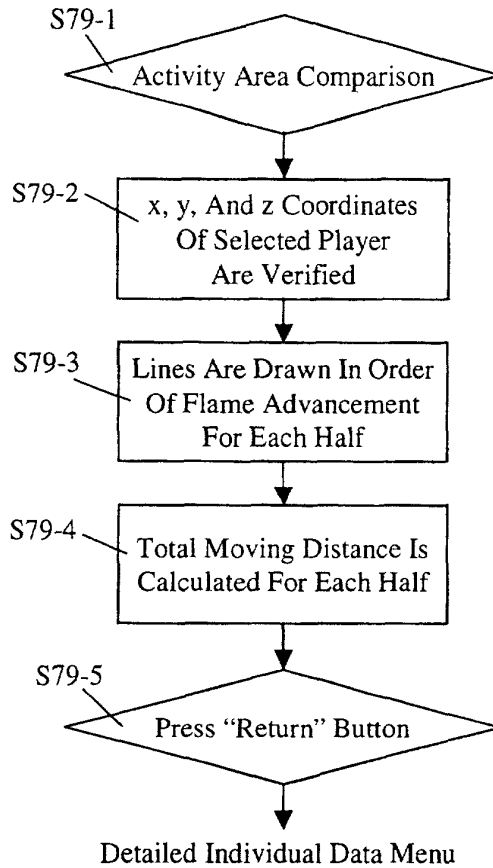 S79-1
Activity Area Comparison
S79-2
x, y, And z Coordinates
Of Selected Player
Are Verified
S79-3
Lines Are Drawn In Order
Of Flame Advancement
For Each Half
S79-4
Total Moving Distance Is
Calculated For Each Half
S79-5
Press “Return” Button
Detailed Individual Data Menu